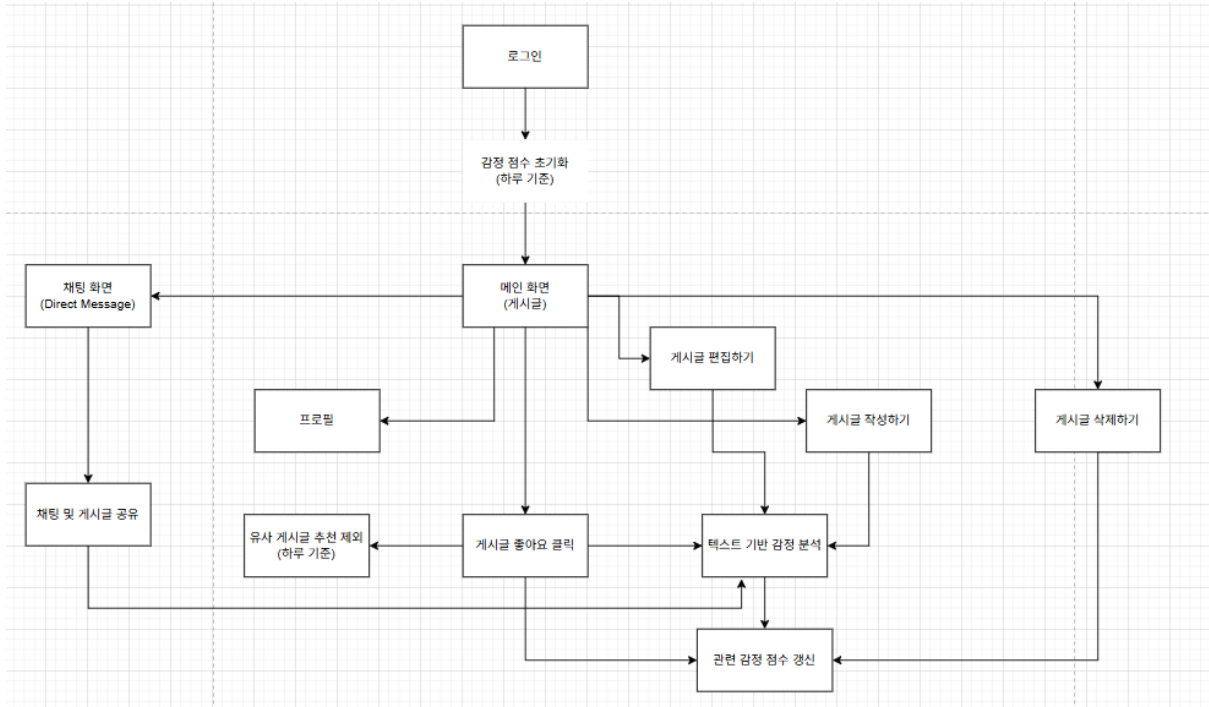 로그인
감정 점수 초기화
(하루 기준)
채팅 화면
(Direct Message)
메인 화면
(게시글)
게시글 편집하기
프로필
게시글 작성하기
게시글 삭제하기
채팅 및 게시글 공유
유사 게시글 추천 제외
(하루 기준)
게시글 좋아요 클릭
텍스트 기반 감정 분석
관련 감정 점수 갱신